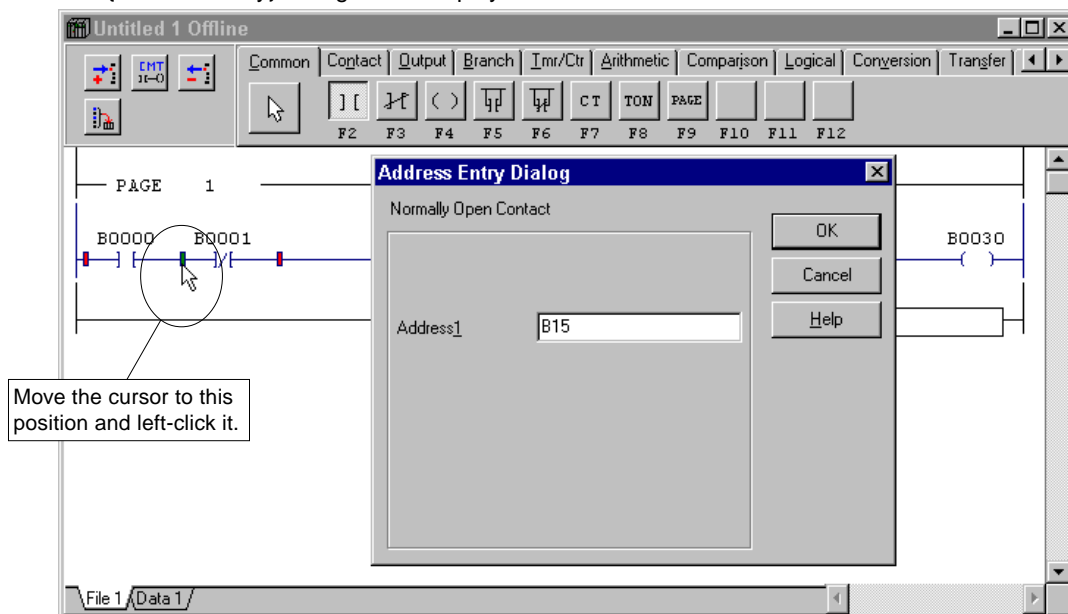 Untitled 1 Offline
CMT
Common Contact Output Branch Tmr/Ctr Arithmetic Comparison Logical Conversion Transfer
CT TON PAGE
F2 F3 F4 F5 F6 F7 F8 F9 F10 F11 F12
PAGE 1
Address Entry Dialog
Normally Open Contact
OK
B0000 B0001 B0030
Cancel
Address1 B15 Help
Move the cursor to this
position and left-click it.
File 1 Data 1